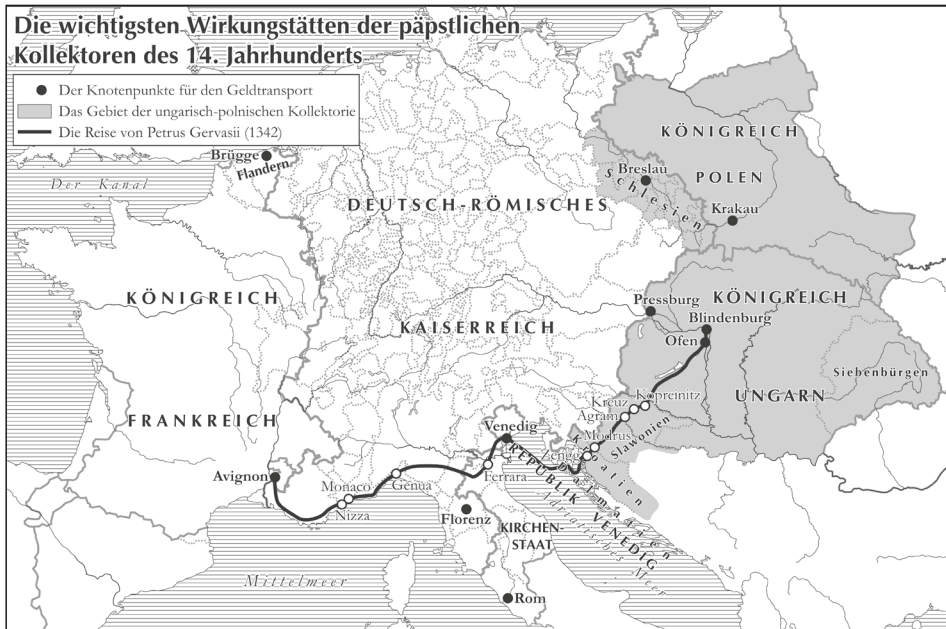 Die wichtigsten Wirkungstätten der päpstlichen
Kollektoren des 14. Jahrhunderts
Der Knotenpunkte für den Geldtransport
Das Gebiet der ungarisch-polnischen Kollektorie
Die Reise von Petrus Gervasii (1342)
Brügge
Flandern
Der Kanal
KÖNIGREICH
POLEN
Breslau
Schlesien
Krakau
DEUTSCH-RÖMISCHES
KAISERREICH
KÖNIGREICH
FRANKREICH
Pressburg
KÖNIGREICH
Blindenburg
Ofen
UNGARN
Siebenbürgen
Kopreinitz
Kreuz
Agram
Slawonien
Modrus
Zengg
Kroatien
Dalmatien
Venedig
REPUBLIK VENEDIG
Adriatisches Meer
Ferrara
Avignon
Monaco
Nizza
Genua
Florenz
KIRCHEN-
STAAT
Mittelmeer
Rom